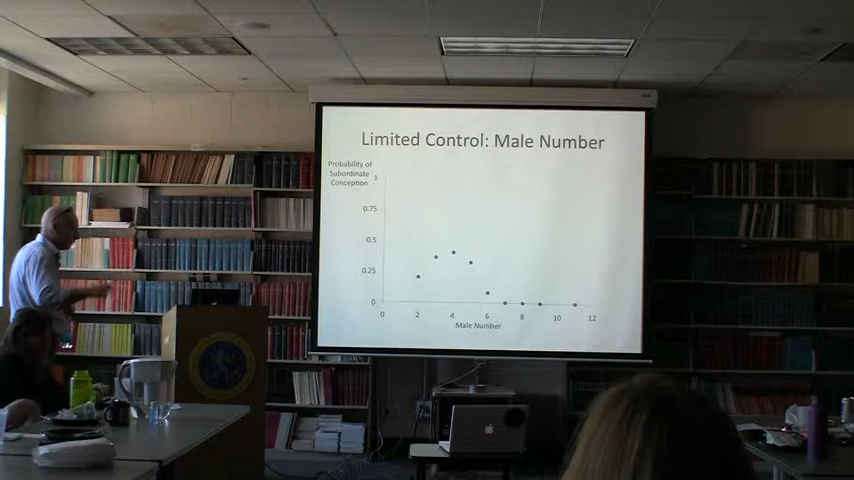 Limited Control: Male Number
Probability of
Subordinate
Conception
1
0.75
0.5
0.25
0
0 2 4 6 8 10 12
Male Number